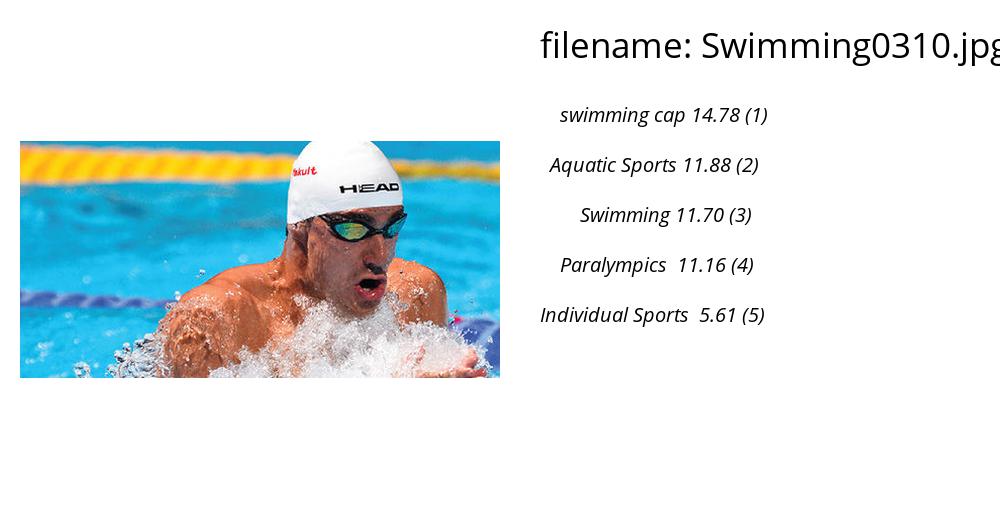 filename: Swimming0310.jpg
swimming cap 14.78 (1)
Aquatic Sports 11.88 (2)
Swimming 11.70 (3)
Paralympics 11.16 (4)
Individual Sports 5.61 (5)
HEAD